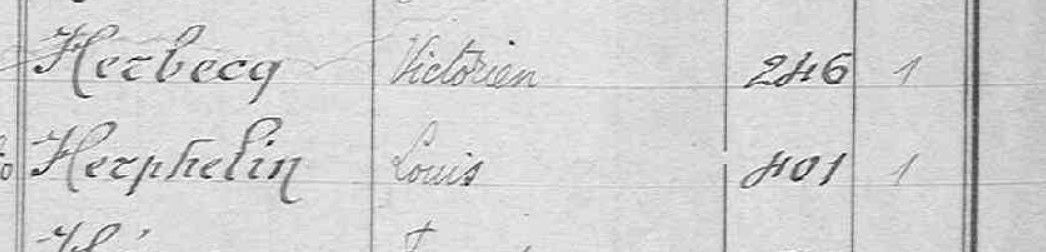 Herbecq Victorien 246 1
Herphelin Louis 401 1